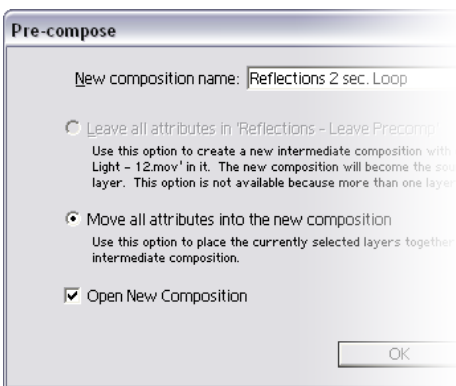 Pre-compose
New composition name: Reflections 2 sec. Loop
Leave all attributes in 'Reflections - Leave Precomp'
Use this option to create a new intermediate composition with
Light - 12.mov' in it. The new composition will become the sou
layer. This option is not available because more than one layer
Move all attributes into the new composition
Use this option to place the currently selected layers together
intermediate composition.
Open New Composition
OK